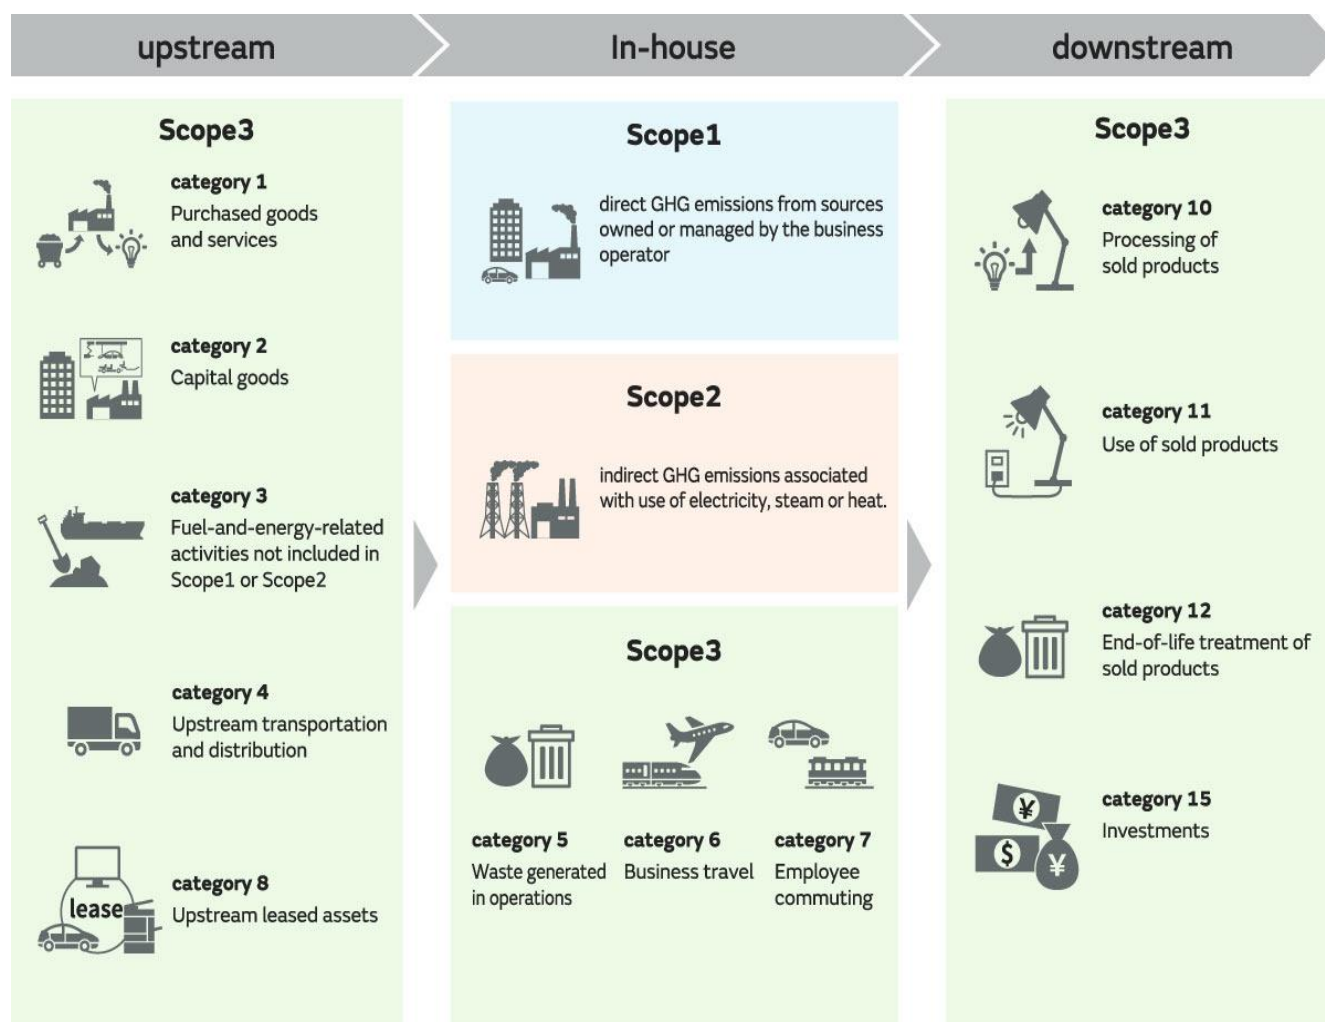 upstream
In-house
downstream
Scope3
category 1
Purchased goods
and services
category 2
Capital goods
category 3
Fuel-and-energy-related
activities not included in
Scope1 or Scope2
category 4
Upstream transportation
and distribution
lease
category 8
Upstream leased assets
Scope1
direct GHG emissions from sources
owned or managed by the business
operator
Scope2
indirect GHG emissions associated
with use of electricity, steam or heat.
Scope3
category 5
Waste generated
in operations
category 6
Business travel
category 7
Employee
commuting
Scope3
category 10
Processing of
sold products
category 11
Use of sold products
category 12
End-of-life treatment of
sold products
¥
$
¥
category 15
Investments